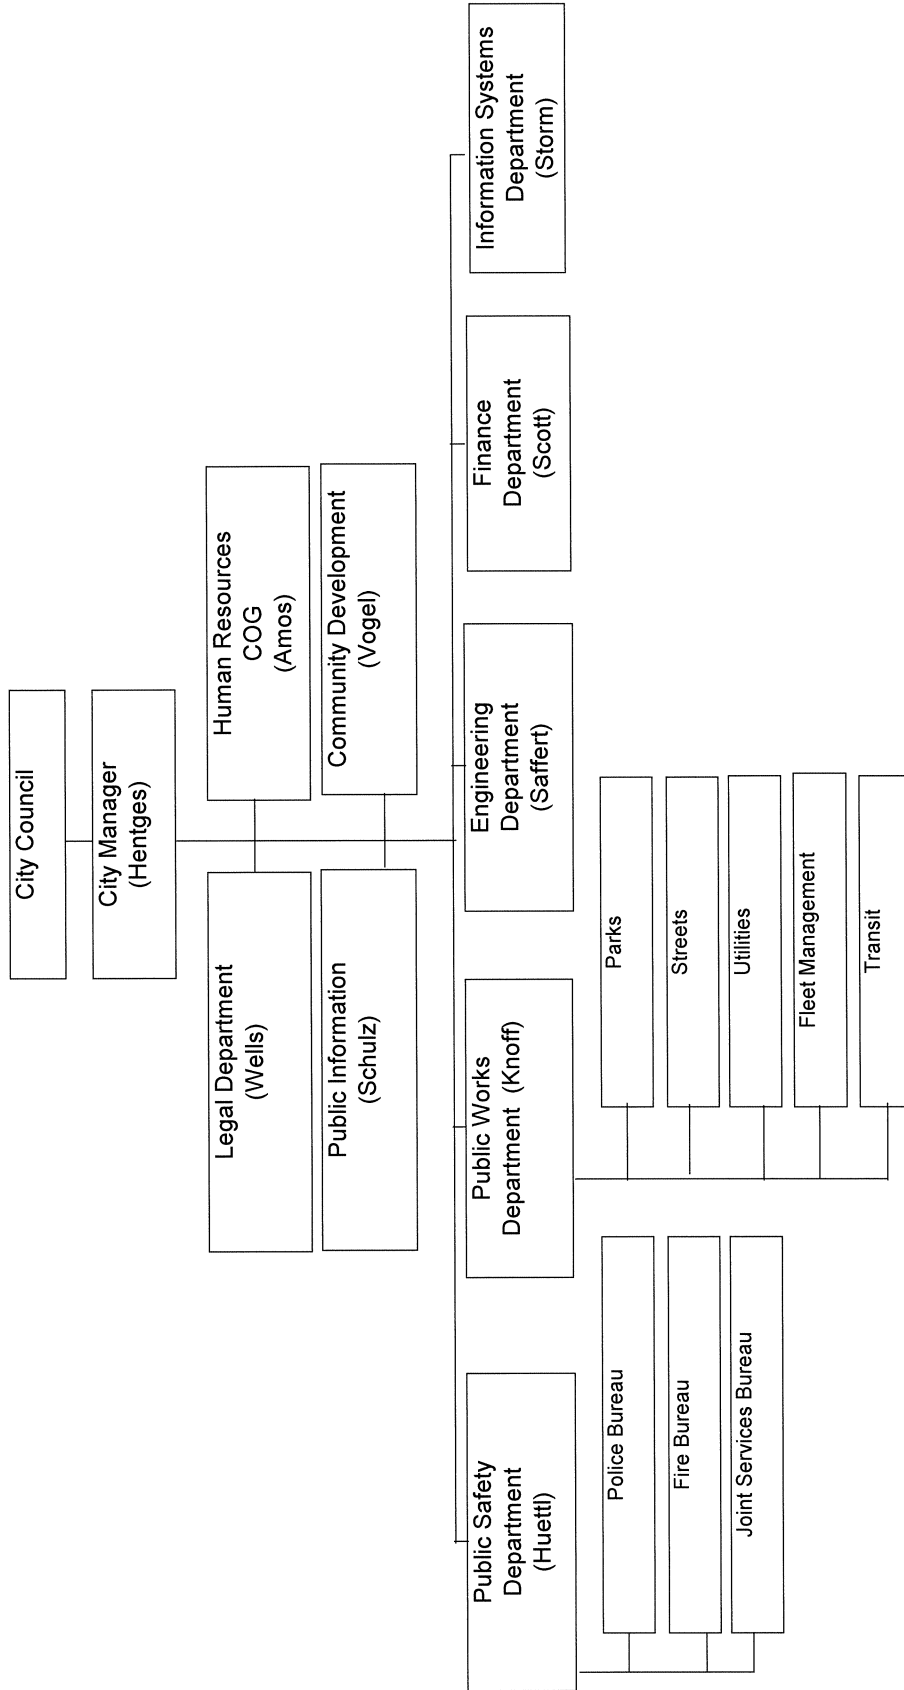 City Council
City Manager
(Hentges)
Legal Department
(Wells)
Human Resources
COG
(Amos)
Public Information
(Schulz)
Community Development
(Vogel)
Public Safety
Department
(Huettl)
Public Works
Department (Knoff)
Engineering
Department
(Saffert)
Finance
Department
(Scott)
Information Systems
Department
(Storm)
Police Bureau
Fire Bureau
Joint Services Bureau
Parks
Streets
Utilities
Fleet Management
Transit